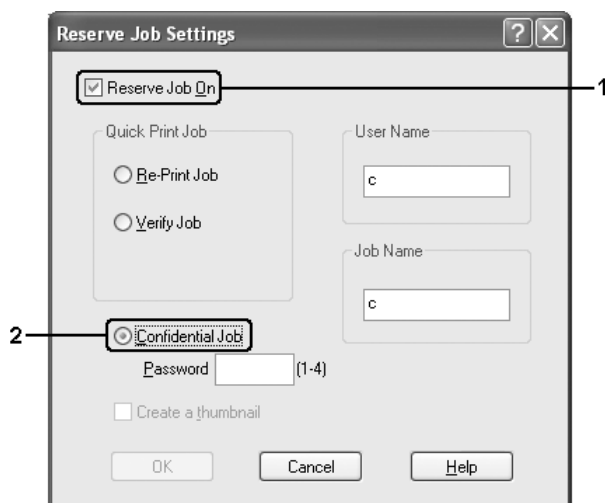 Reserve Job Settings
Reserve Job On
1
Quick Print Job
User Name
Re-Print Job
c
Verify Job
Job Name
c
2
Confidential Job
Password (1-4)
Create a thumbnail
OK Cancel Help